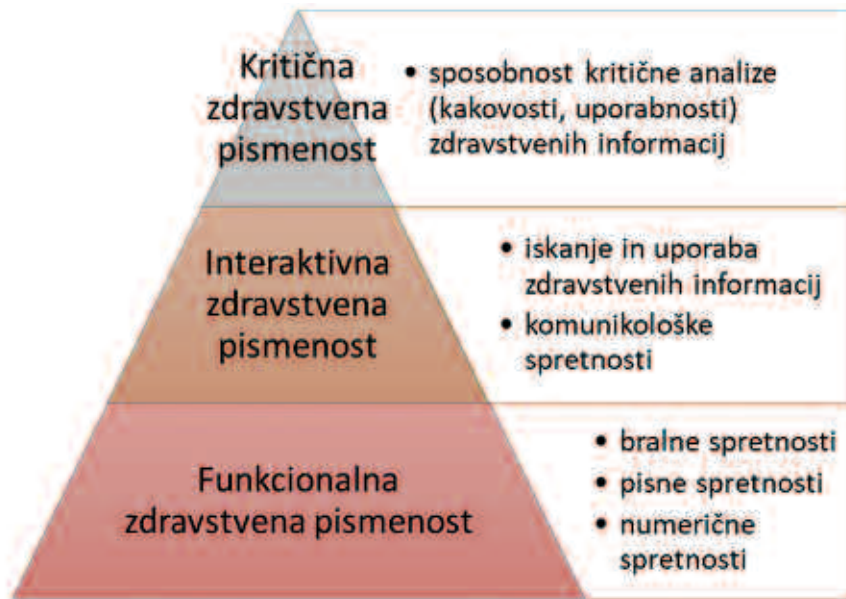 Kritična
zdravstvena
pismenost
• sposobnost kritične analize
(kakovosti, uporabnosti)
zdravstvenih informacij
Interaktivna
zdravstvena
pismenost
• iskanje in uporaba
zdravstvenih informacij
• komunikološke
spretnosti
Funkcionalna
zdravstvena pismenost
• bralne spretnosti
• pisne spretnosti
• numerične
spretnosti